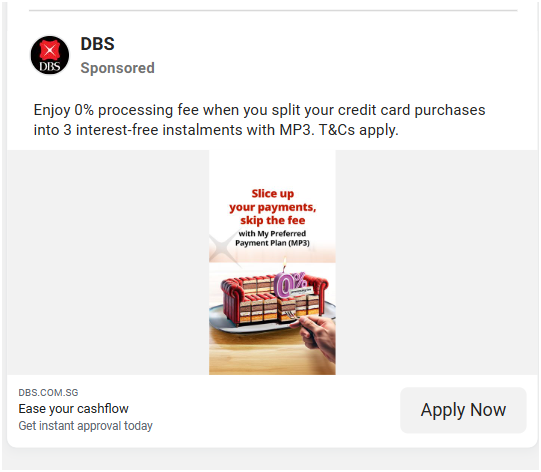 DBS
DBS
Sponsored
Enjoy 0% processing fee when you split your credit card purchases
into 3 interest-free instalments with MP3. T&Cs apply.
Slice up
your payments,
skip the fee
with My Preferred
Payment Plan (MP3)
0%
DBS.COM.SG
Ease your cashflow
Get instant approval today
Apply Now